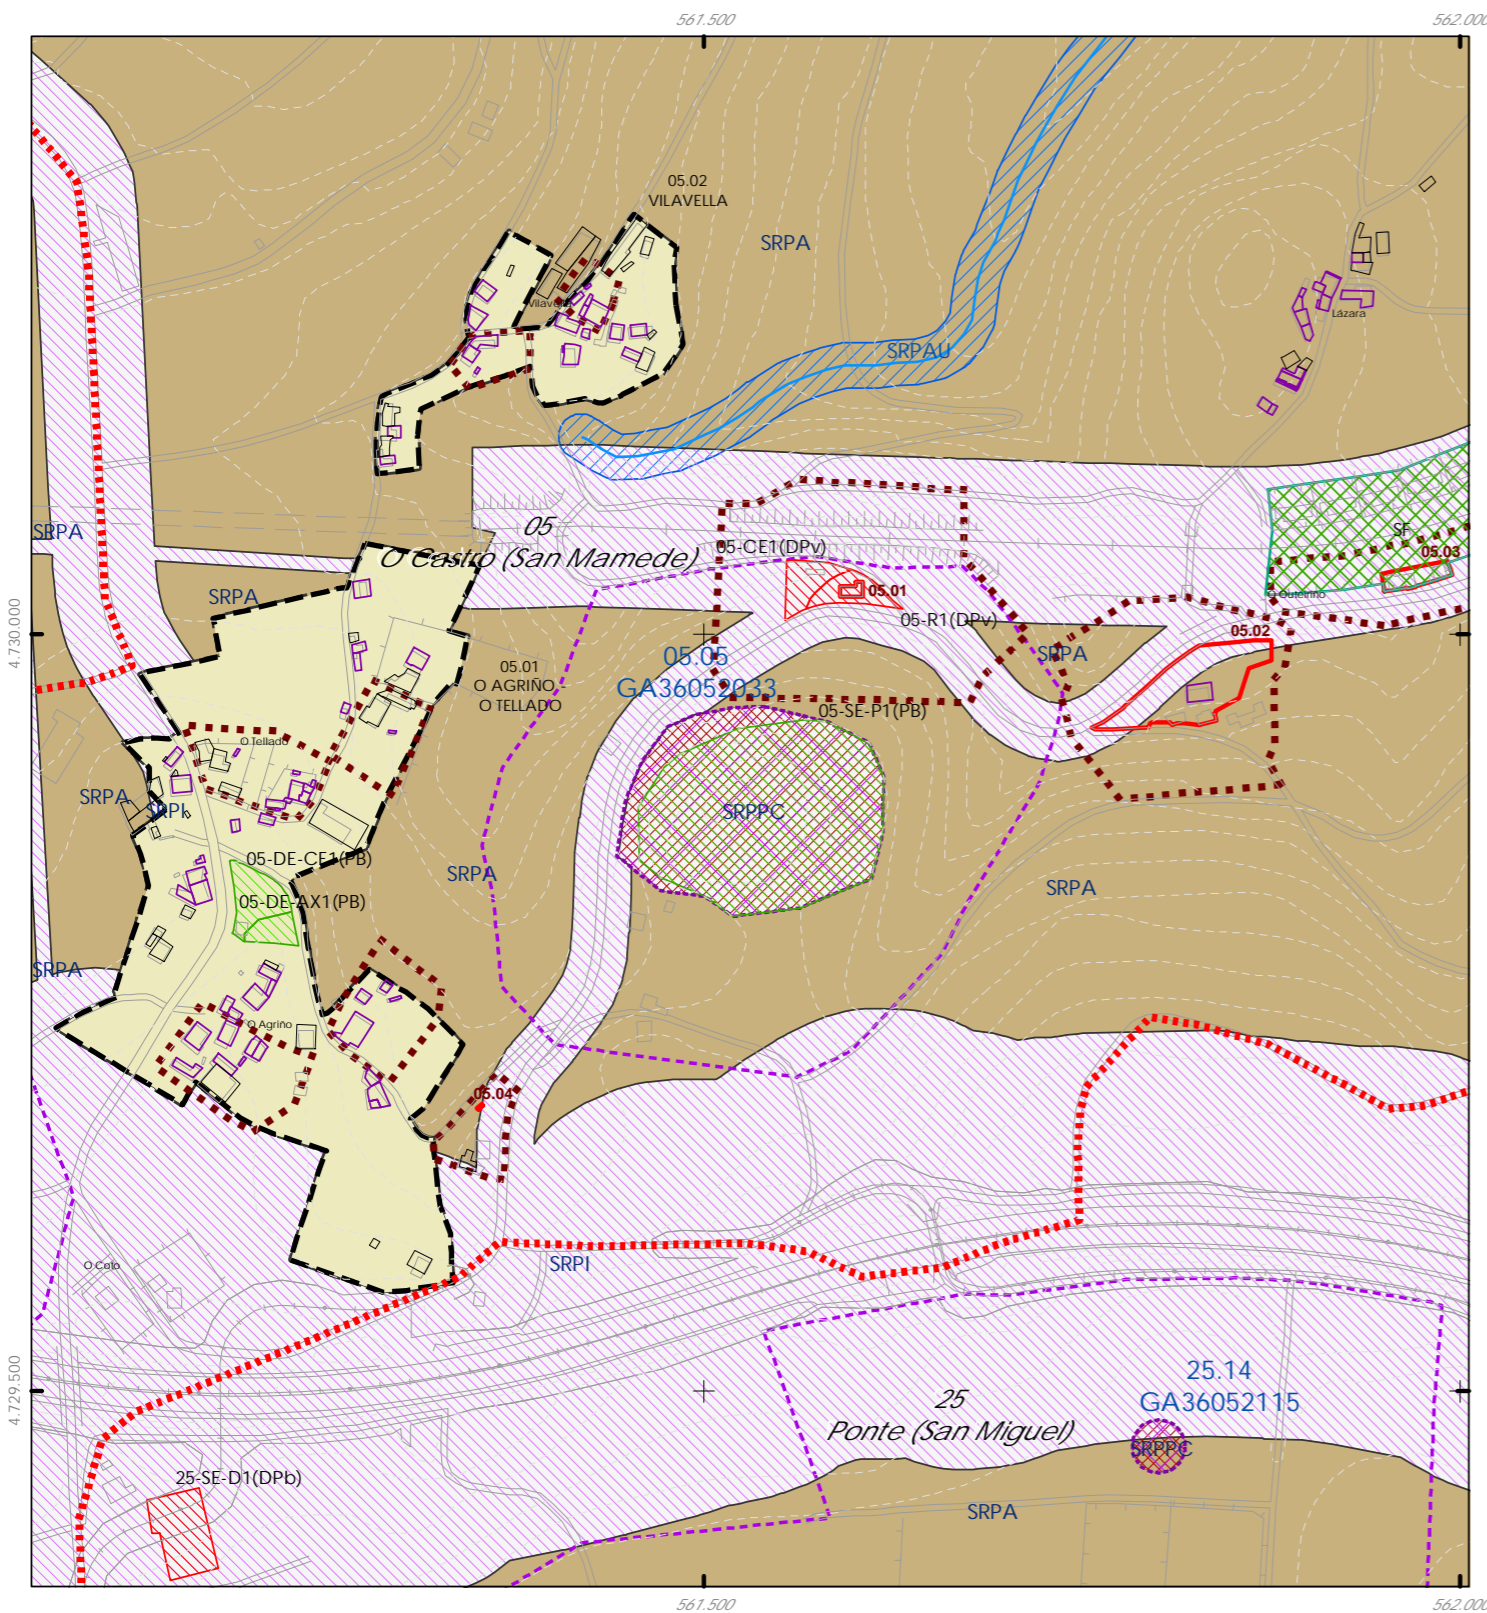 561.500
562.000
05.02
VILAVELLA
SRPA
Lázara
SRPAU
SRPA
05
O Castro (San Mamede)
05-CE1(DPv)
SF
05.03
05.01
O Outeiriño
4.730.000
SRPA
05-R1(DPv)
05.02
05.01
O AGRIÑO -
O TELLADO
05.05
GA36052033
SRPA
05-SE-P1(PB)
O Tellado
SRPA
SRPI
SRPPC
05-DE-CE1(PB)
SRPA
SRPA
05-DE-AX1(PB)
SRPA
O Agriño
05.04
O Coto
SRPI
4.729.500
25.14
GA36052115
25
Ponte (San Miguel)
SRPPC
25-SE-D1(DPb)
SRPA
561.500
562.000